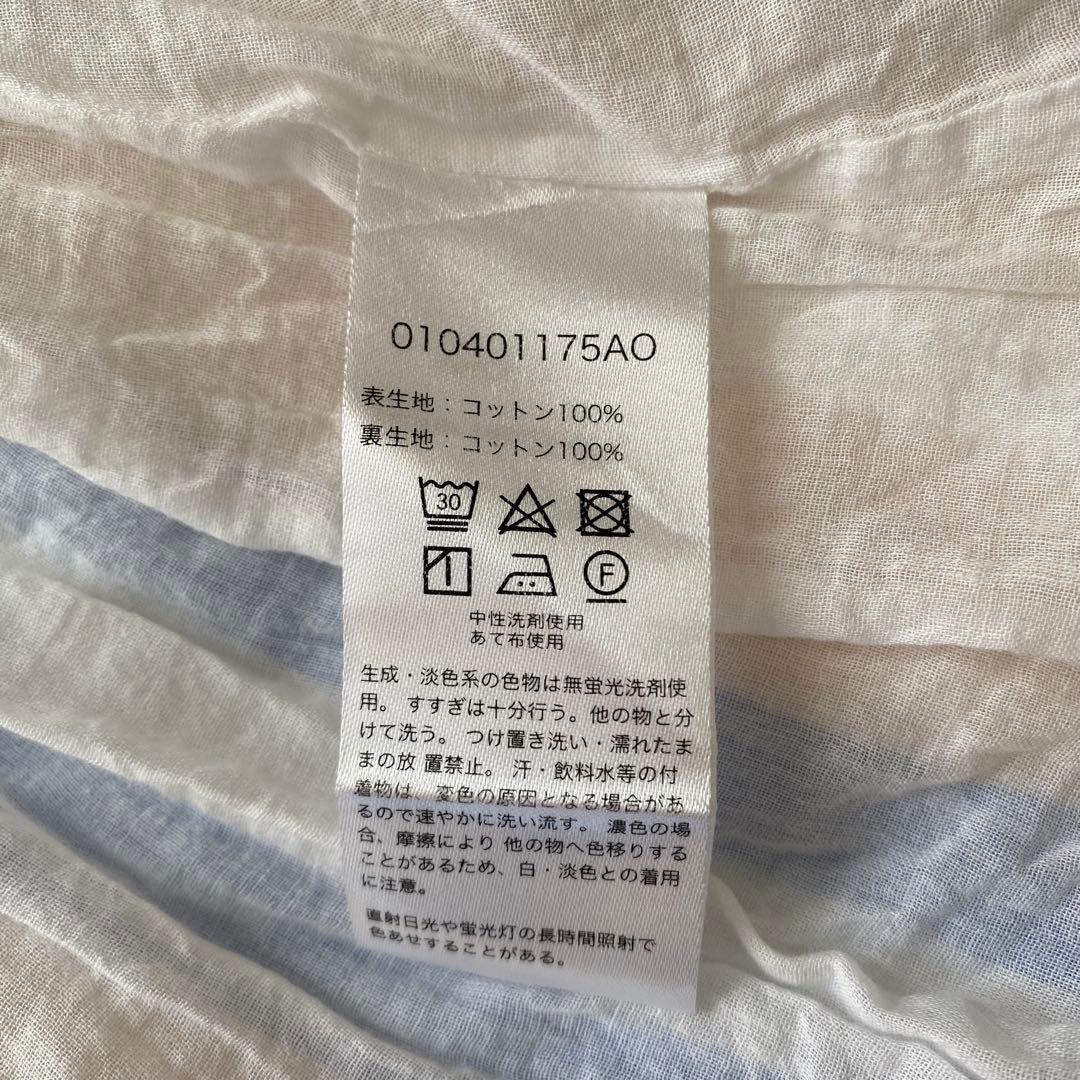 010401175AO
表生地：コットン100%
裏生地：コットン100%
30
F
中性洗剤使用
あて布使用
生成・淡色系の色物は無蛍光洗剤使
用。 すすぎは十分行う。他の物と分
けて洗う。 つけ置き洗い・濡れたま
まの放 置禁止。 汗・飲料水等の付
着物は、変色の原因となる場合があ
るので速やかに洗い流す。 濃色の場
合、摩擦により 他の物へ色移りする
ことがあるため、白・淡色との着用
に注意。
直射日光や蛍光灯の長時間照射で
色あせすることがある。